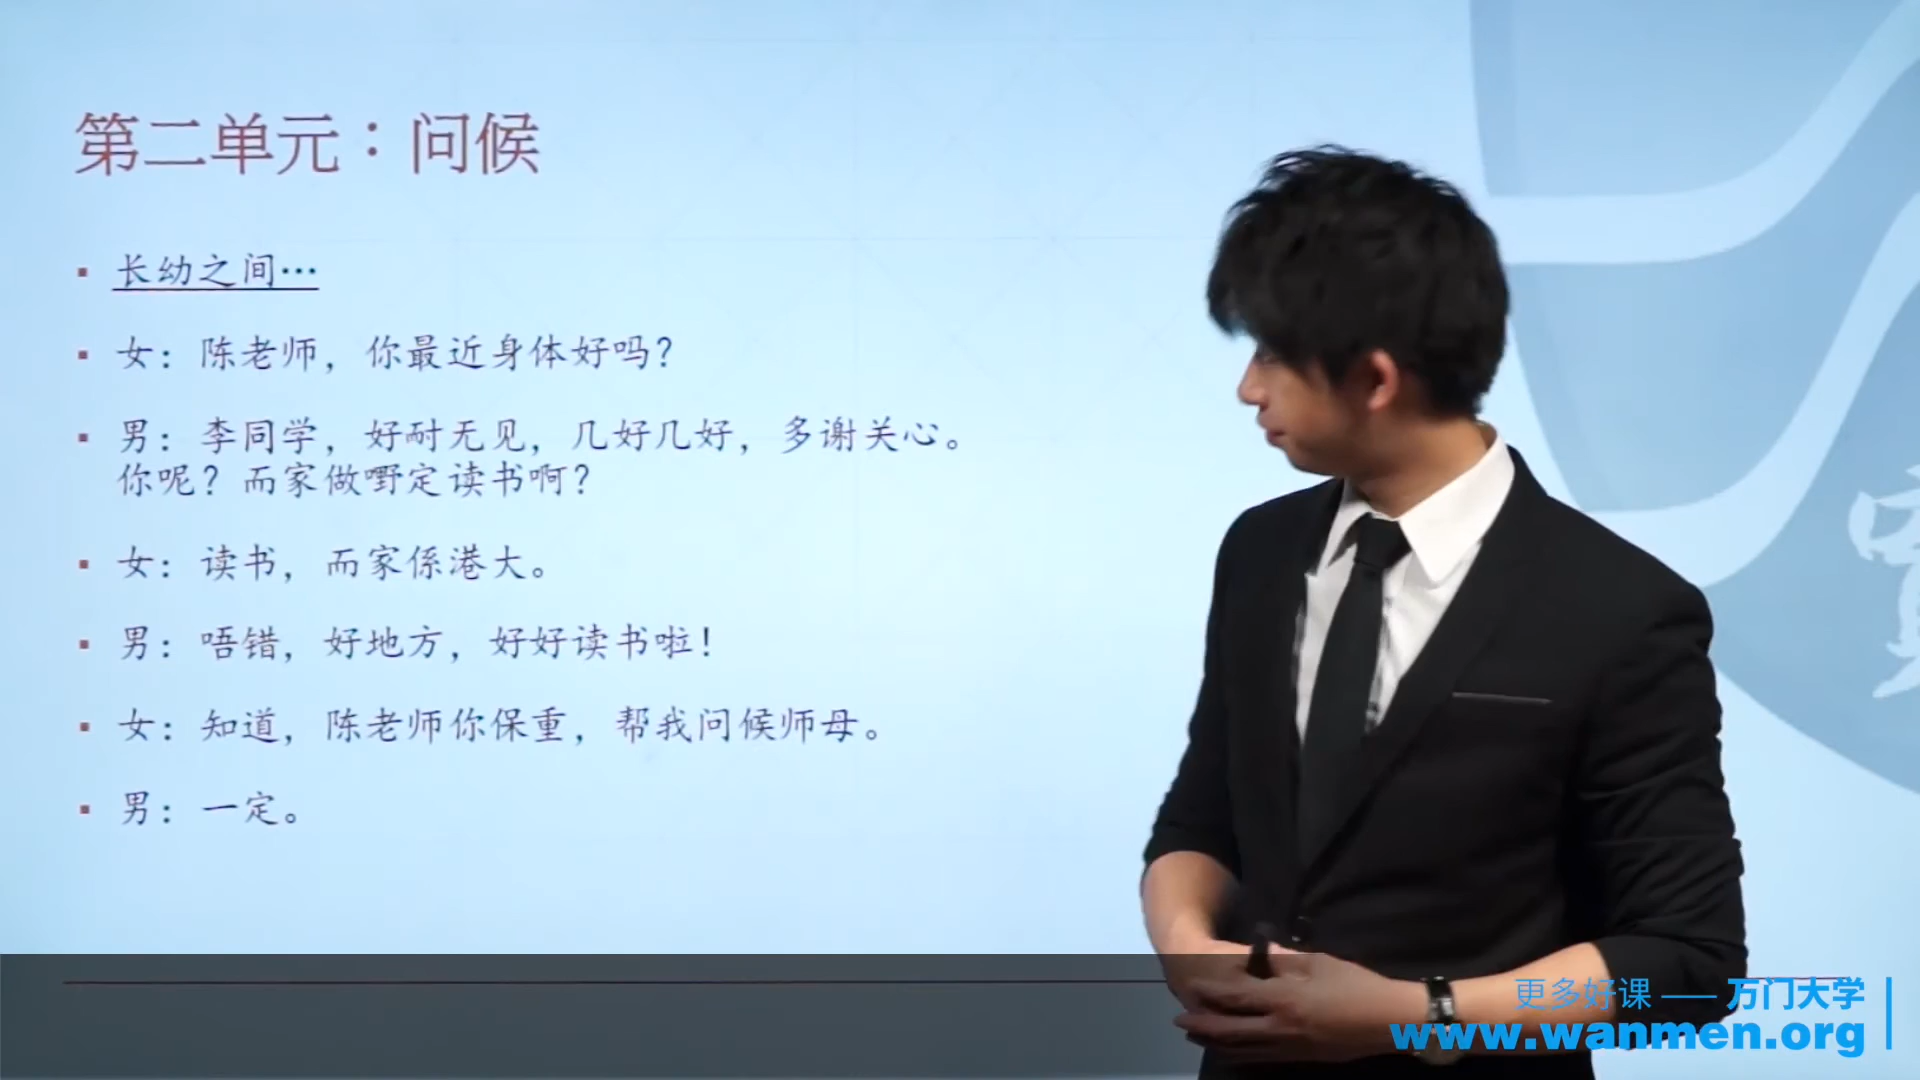 第二单元：问候
长幼之间…
女：陈老师，你最近身体好吗？
男：李同学，好耐无见，几好几好，多谢关心。
你呢？而家做嘢定读书啊？
女：读书，而家係港大。
男：唔错，好地方，好好读书啦！
女：知道，陈老师你保重，帮我问候师母。
男：一定。
更多好课 —— 万门大学
www.wanmen.org